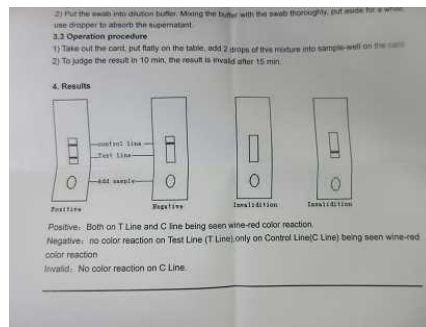 2) Put the swab into dilution buffer. Mixing the buffer with the swab thoroughly, put aside for a while,
use dropper to absorb the supernatant.
3.3 Operation procedure
1) Take out the card, put flatly on the table, add 2 drops of this mixture into sample-well on the card
2) To judge the result in 10 min, the result is invalid after 15 min.
4. Results
control line
Test line
Add sample
Positive
Negative
Invalidition
Invalidition
Positive: Both on T Line and C line being seen wine-red color reaction.
Negative: no color reaction on Test Line (T Line),only on Control Line(C Line) being seen wine-red
color reaction
Invalid: No color reaction on C Line.